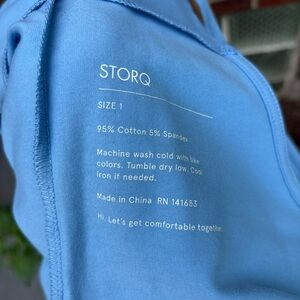 STORQ
SIZE 1
95% Cotton 5% Spandex
Machine wash cold with like
colors. Tumble dry low. Cool
iron if needed.
Made in China RN 141653
Hi. Let's get comfortable together.